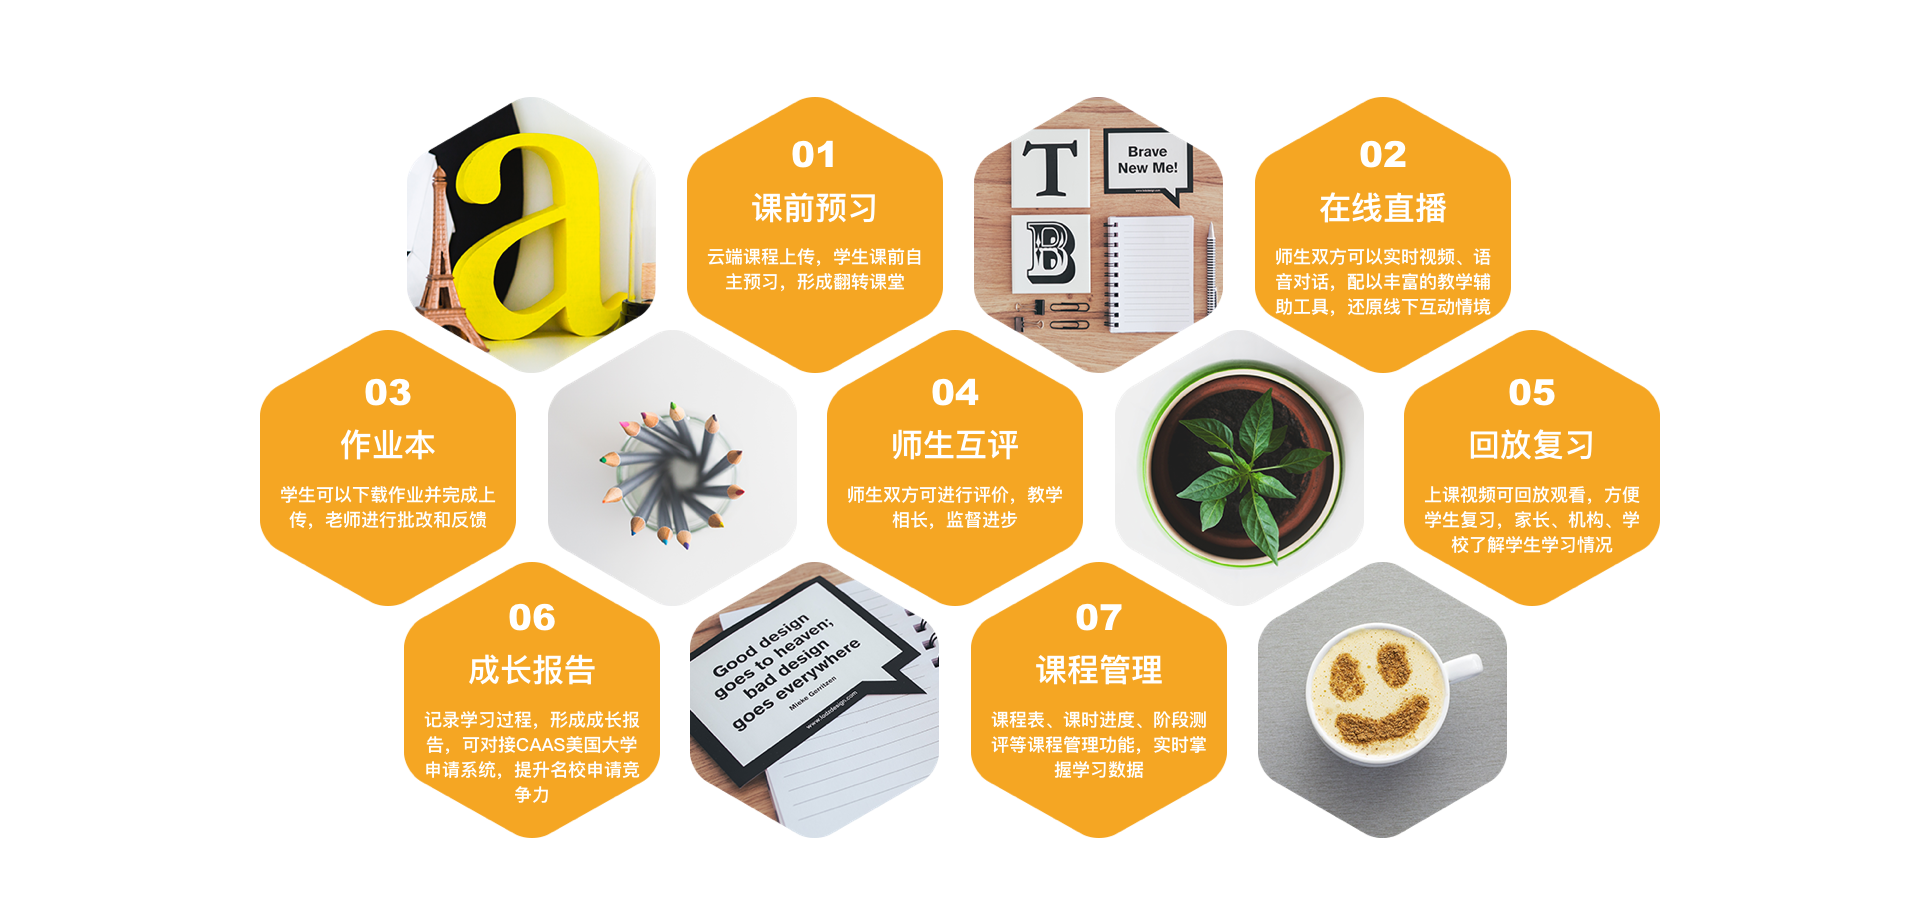 a
T
B
Brave
New Me!
01
课前预习
云端课程上传，学生课前自
主预习，形成翻转课堂
02
在线直播
师生双方可以实时视频、语
音对话，配以丰富的教学辅
助工具，还原线下互动情境
03
作业本
学生可以下载作业并完成上
传，老师进行批改和反馈
04
师生互评
师生双方可进行评价，教学
相长，监督进步
05
回放复习
上课视频可回放观看，方便
学生复习，家长、机构、学
校了解学生学习情况
06
成长报告
记录学习过程，形成成长报
告，可对接CAAS美国大学
申请系统，提升名校申请竞
争力
Good design
goes to heaven;
bad design
goes everywhere
Mieke Gerritzen
www.lodzdesign.com
07
课程管理
课程表、课时进度、阶段测
评等课程管理功能，实时掌
握学习数据